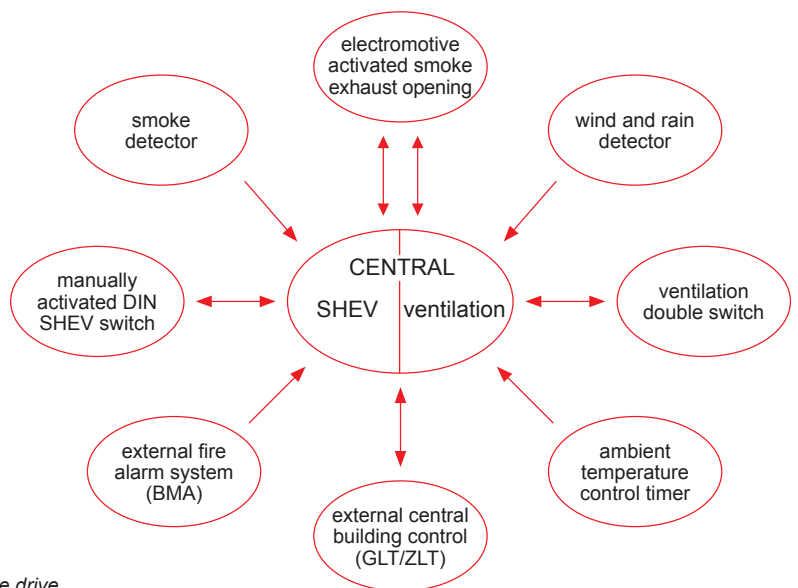 electromotive
activated smoke
exhaust opening
smoke
detector
wind and rain
detector
CENTRAL
SHEV
ventilation
manually
activated DIN
SHEV switch
ventilation
double switch
external fire
alarm system
(BMA)
ambient
temperature
control timer
external central
building control
(GLT/ZLT)
e drive